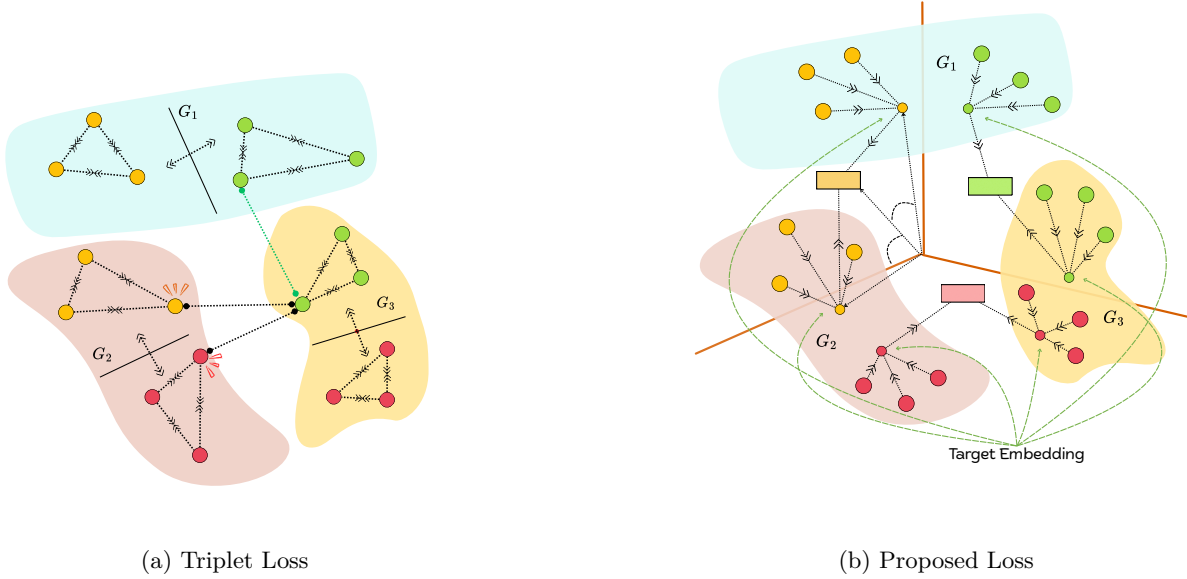 G₁
G₂
G₃
(a) Triplet Loss
G₁
G₂
G₃
Target Embedding
(b) Proposed Loss